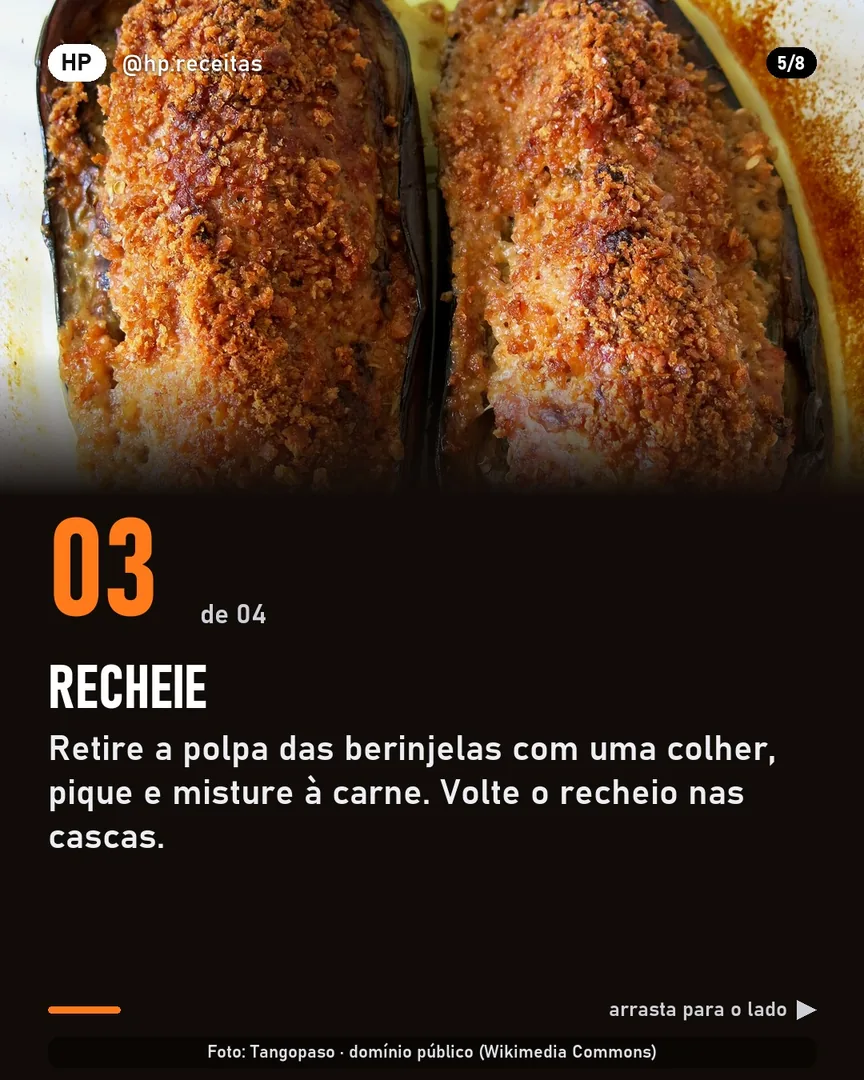 HP @hp.receitas
5/8
03
de 04
RECHEIE
Retire a polpa das berinjelas com uma colher,
pique e misture à carne. Volte o recheio nas
cascas.
arrasta para o lado ▶
Foto: Tangopaso · domínio público (Wikimedia Commons)